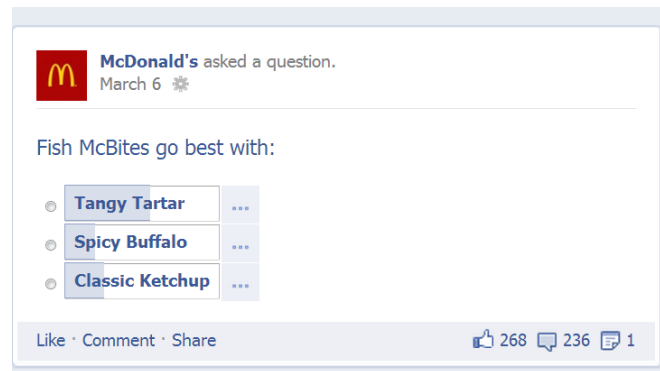 McDonald's asked a question.
March 6
Fish McBites go best with:
Tangy Tartar ...
Spicy Buffalo ...
Classic Ketchup ...
Like · Comment · Share 268 236 1